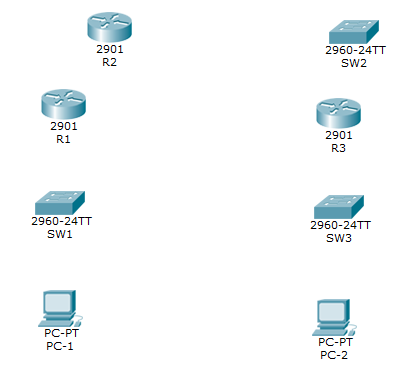 2901
R2
2960-24TT
SW2
2901
R1
2901
R3
2960-24TT
SW1
2960-24TT
SW3
PC-PT
PC-1
PC-PT
PC-2